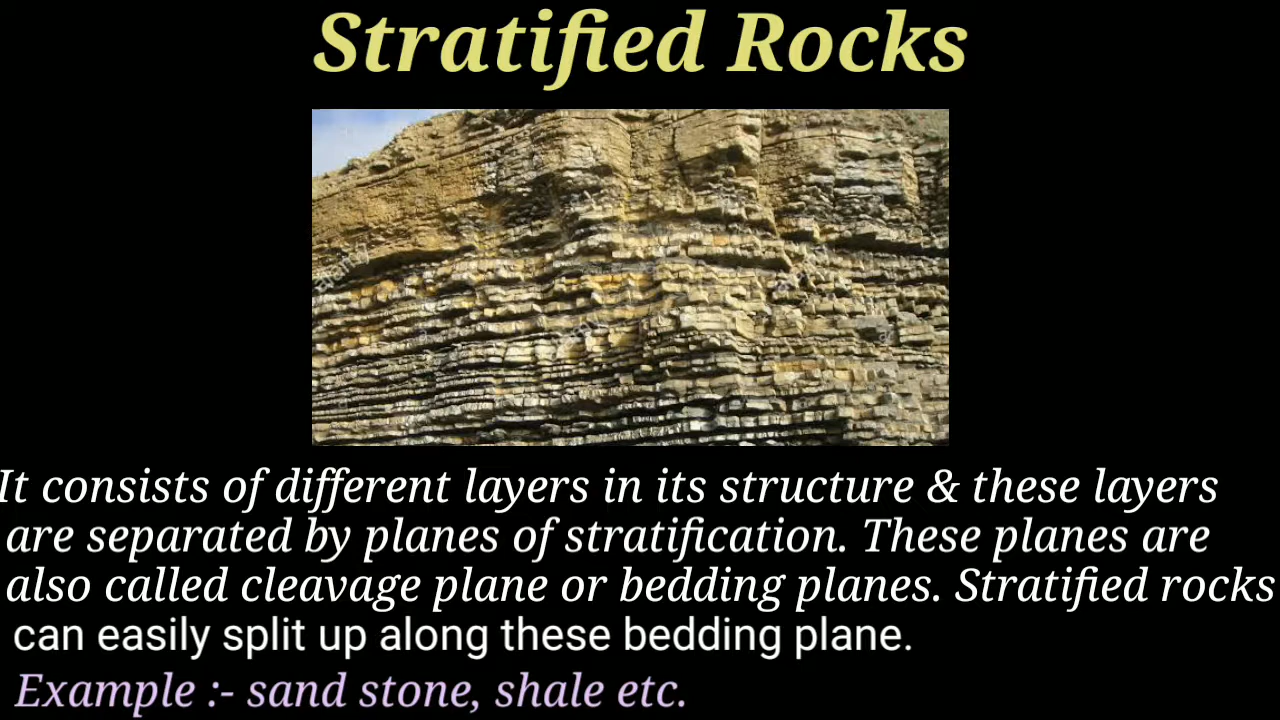 Stratified Rocks
It consists of different layers in its structure & these layers
are separated by planes of stratification. These planes are
also called cleavage plane or bedding planes. Stratified rocks
can easily split up along these bedding plane.
Example :- sand stone, shale etc.